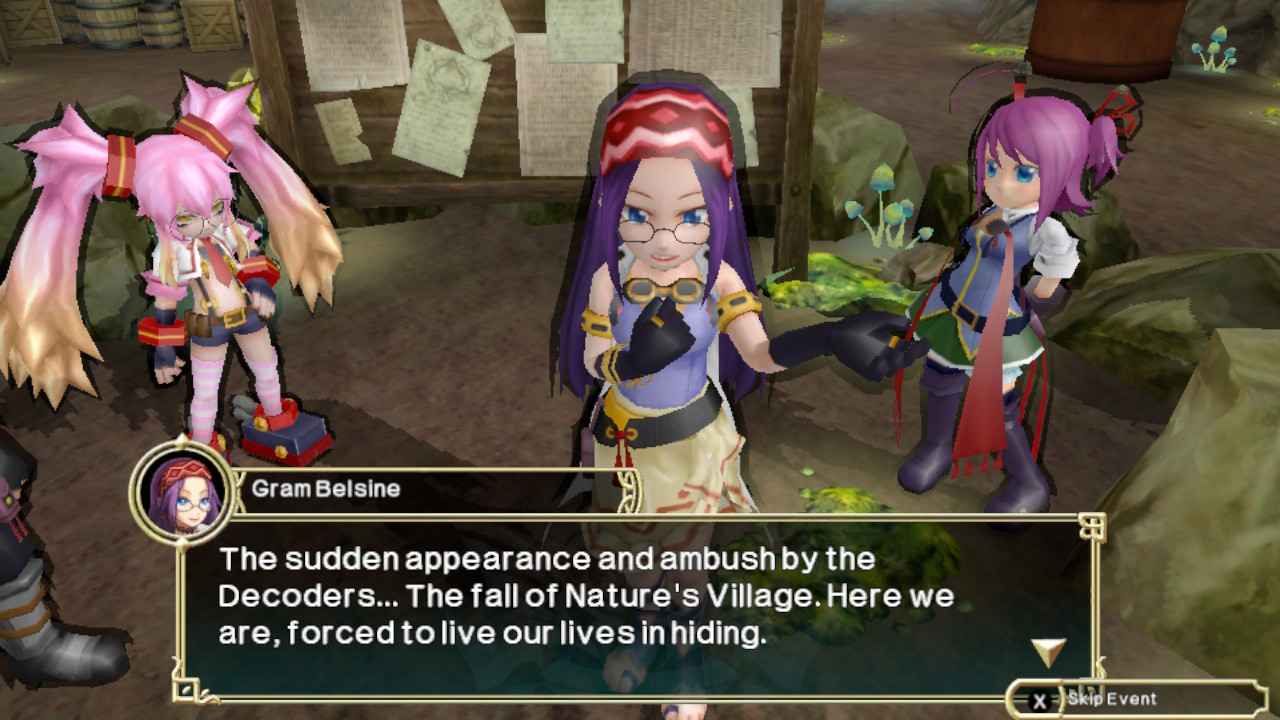 Gram Belsine
The sudden appearance and ambush by the
Decoders... The fall of Nature's Village. Here we
are, forced to live our lives in hiding.
X Skip Event